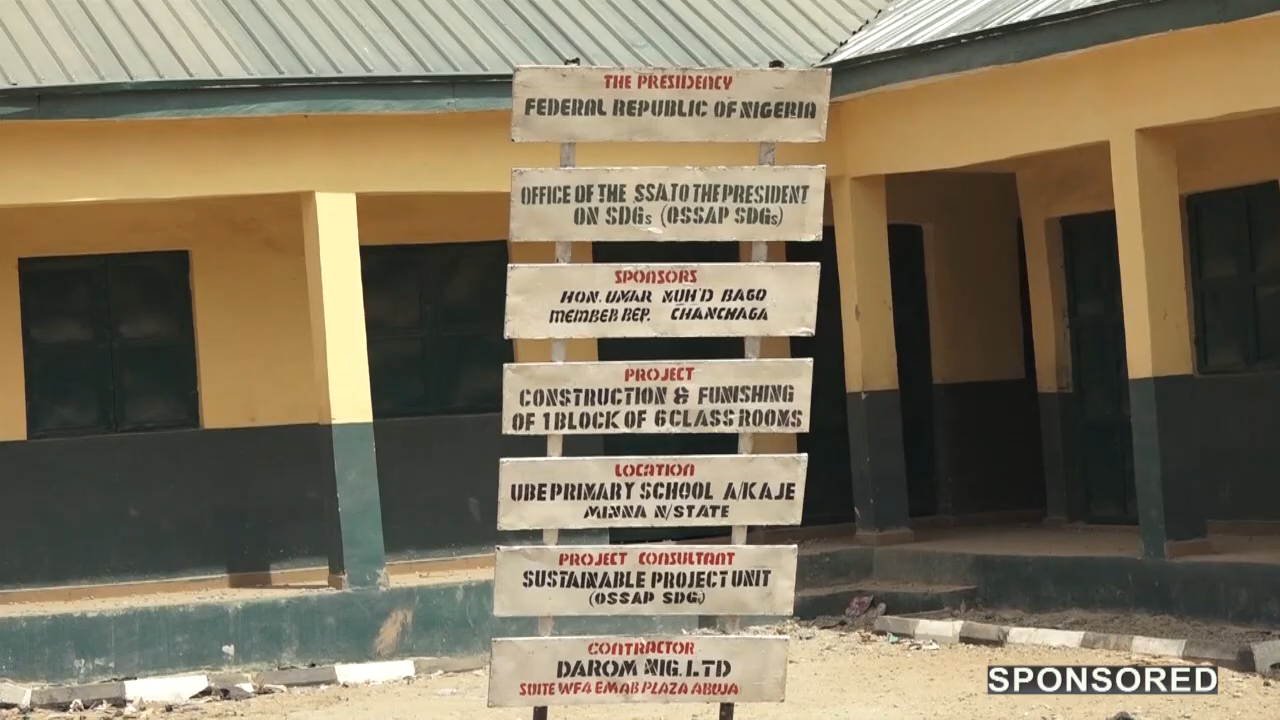 THE PRESIDENCY
FEDERAL REPUBLIC OF NIGERIA
OFFICE OF THE SSA TO THE PRESIDENT
ON SDGs (OSSAP SDGs)
SPONSORS
HON. UMAR MUH'D BAGO
MEMBER REP. CHANCHAGA
PROJECT
CONSTRUCTION & FUNISHING
OF 1 BLOCK OF 6 CLASS ROOMS
LOCATION
UBE PRIMARY SCHOOL A/KAJE
MINNA N/STATE
PROJECT CONSULTANT
SUSTAINABLE PROJECT UNIT
(OSSAP SDG)
CONTRACTOR
DAROM NIG. LTD
SUITE WFA EMAB PLAZA ABUJA
SPONSORED